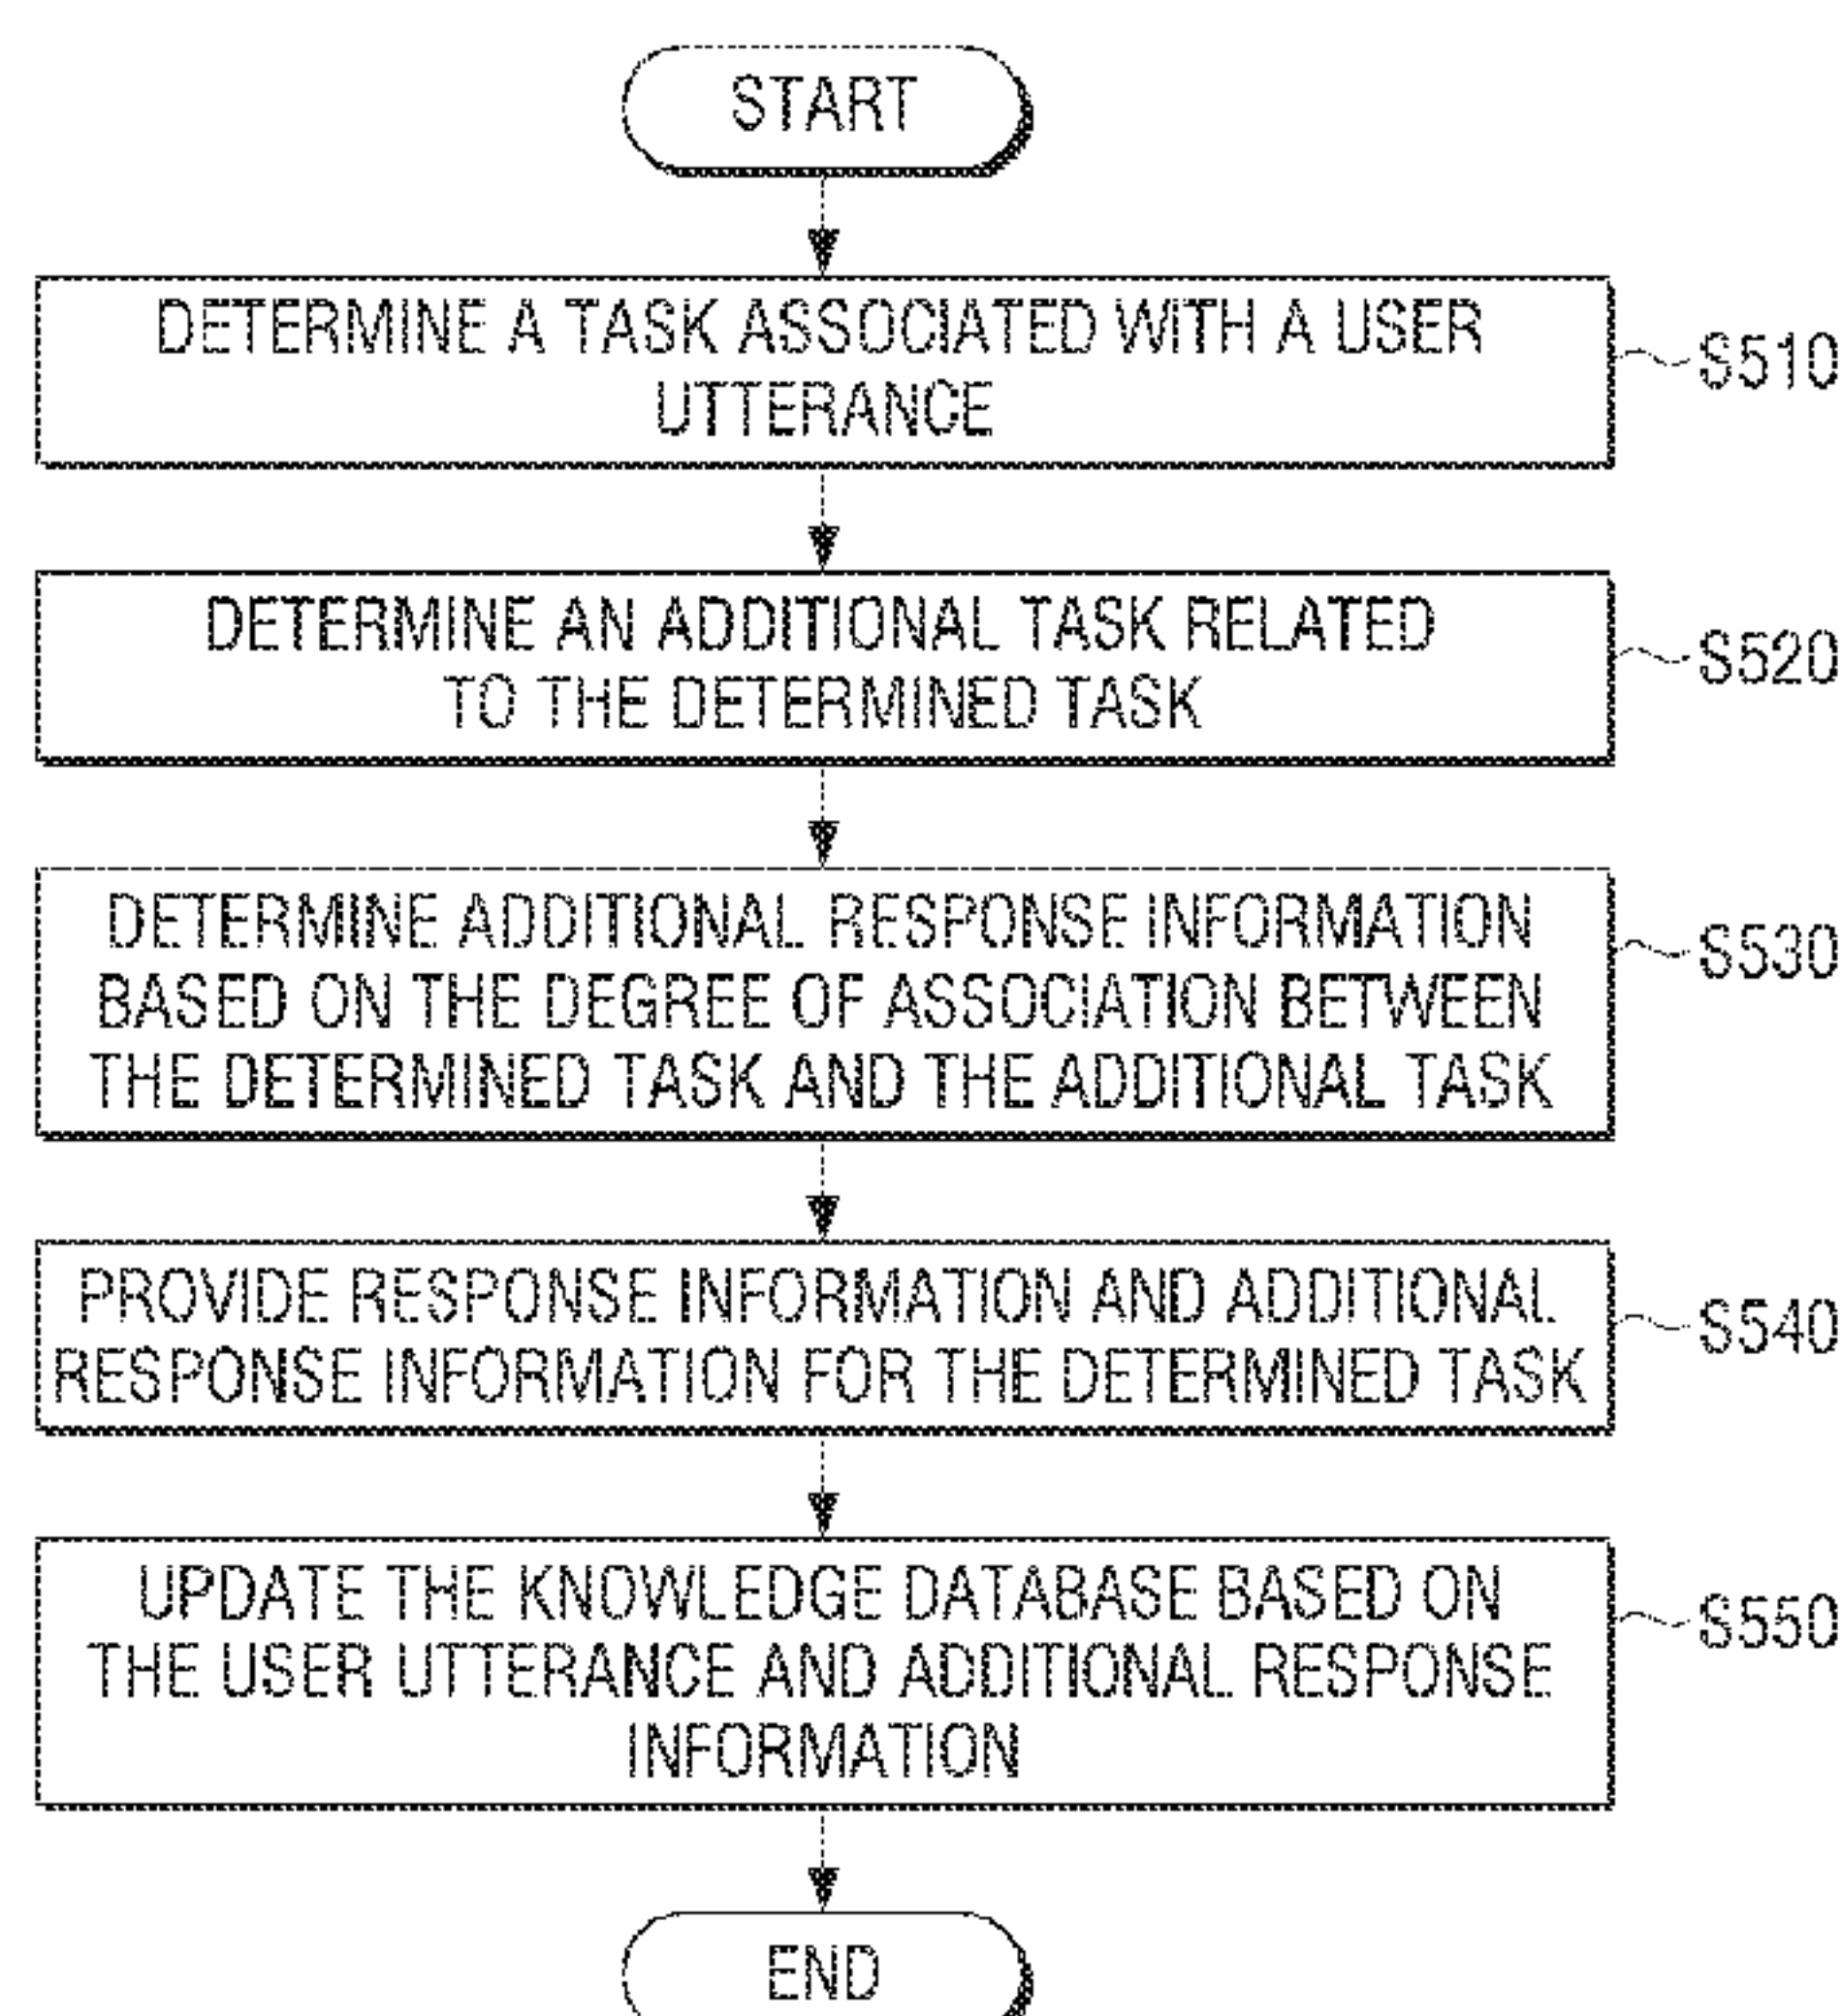 START
DETERMINE A TASK ASSOCIATED WITH A USER
UTTERANCE
S510
DETERMINE AN ADDITIONAL TASK RELATED
TO THE DETERMINED TASK
S520
DETERMINE ADDITIONAL RESPONSE INFORMATION
BASED ON THE DEGREE OF ASSOCIATION BETWEEN
THE DETERMINED TASK AND THE ADDITIONAL TASK
S530
PROVIDE RESPONSE INFORMATION AND ADDITIONAL
RESPONSE INFORMATION FOR THE DETERMINED TASK
S540
UPDATE THE KNOWLEDGE DATABASE BASED ON
THE USER UTTERANCE AND ADDITIONAL RESPONSE
INFORMATION
S550
END